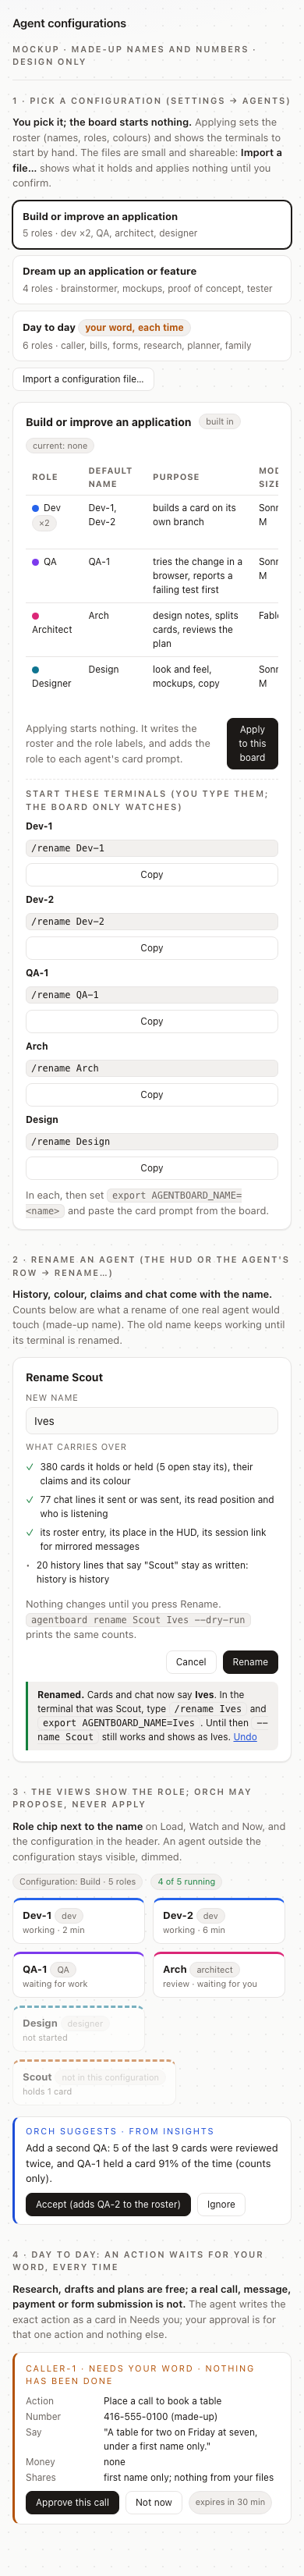 Agent configurations
MOCKUP · MADE-UP NAMES AND NUMBERS ·
DESIGN ONLY
1 · PICK A CONFIGURATION (SETTINGS → AGENTS)
You pick it; the board starts nothing. Applying sets the
roster (names, roles, colours) and shows the terminals to
start by hand. The files are small and shareable: Import a
file... shows what it holds and applies nothing until you
confirm.
Build or improve an application
5 roles · dev ×2, QA, architect, designer
Dream up an application or feature
4 roles · brainstormer, mockups, proof of concept, tester
Day to day your word, each time
6 roles · caller, bills, forms, research, planner, family
Import a configuration file...
Build or improve an application built in
current: none
ROLE DEFAULT NAME PURPOSE
Dev ×2 Dev-1, Dev-2 builds a card on its own branch M
QA QA-1 tries the change in a browser, reports a failing test first M
Architect Arch design notes, splits cards, reviews the plan
Designer Design look and feel, mockups, copy M
Applying starts nothing. It writes the
roster and the role labels, and adds the
role to each agent's card prompt.
Apply to this board
START THESE TERMINALS (YOU TYPE THEM;
THE BOARD ONLY WATCHES)
Dev-1
/rename Dev-1
Copy
Dev-2
/rename Dev-2
Copy
QA-1
/rename QA-1
Copy
Arch
/rename Arch
Copy
Design
/rename Design
Copy
In each, then set export AGENTBOARD_NAME=
<name> and paste the card prompt from the board.
2 · RENAME AN AGENT (THE HUD OR THE AGENT'S
ROW → RENAME...)
History, colour, claims and chat come with the name.
Counts below are what a rename of one real agent would
touch (made-up name). The old name keeps working until
its terminal is renamed.
Rename Scout
NEW NAME
Ives
WHAT CARRIES OVER
✓ 380 cards it holds or held (5 open stay its), their
claims and its colour
✓ 77 chat lines it sent or was sent, its read position and
who is listening
✓ its roster entry, its place in the HUD, its session link
for mirrored messages
· 20 history lines that say "Scout" stay as written:
history is history
Nothing changes until you press Rename.
agentboard rename Scout Ives --dry-run
prints the same counts.
Cancel Rename
Renamed. Cards and chat now say Ives. In the
terminal that was Scout, type /rename Ives and
export AGENTBOARD_NAME=Ives . Until then --
name Scout still works and shows as Ives. Undo
3 · THE VIEWS SHOW THE ROLE; ORCH MAY
PROPOSE, NEVER APPLY
Role chip next to the name on Load, Watch and Now, and
the configuration in the header. An agent outside the
configuration stays visible, dimmed.
Configuration: Build · 5 roles 4 of 5 running
Dev-1 dev
working · 2 min
Dev-2 dev
working · 6 min
QA-1 QA
waiting for work
Arch architect
review · waiting for you
Design designer
not started
Scout not in this configuration
holds 1 card
ORCH SUGGESTS · FROM INSIGHTS
Add a second QA: 5 of the last 9 cards were reviewed
twice, and QA-1 held a card 91% of the time (counts
only).
Accept (adds QA-2 to the roster) Ignore
4 · DAY TO DAY: AN ACTION WAITS FOR YOUR
WORD, EVERY TIME
Research, drafts and plans are free; a real call, message,
payment or form submission is not. The agent writes the
exact action as a card in Needs you; your approval is for
that one action and nothing else.
CALLER-1 · NEEDS YOUR WORD · NOTHING
HAS BEEN DONE
Action Place a call to book a table
Number 416-555-0100 (made-up)
Say "A table for two on Friday at seven,
under a first name only."
Money none
Shares first name only; nothing from your files
Approve this call Not now expires in 30 min